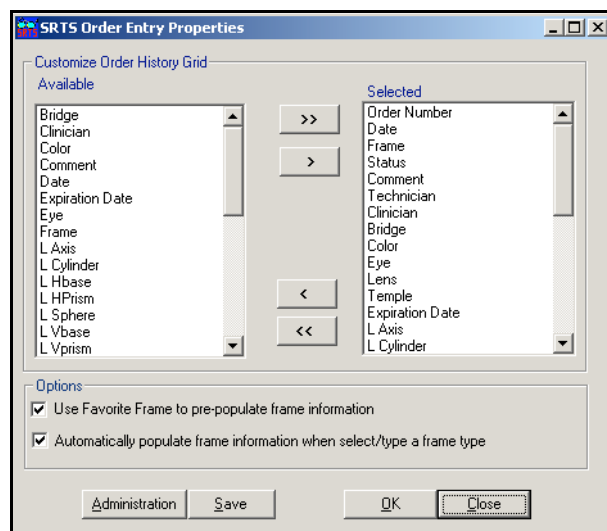 SRTS Order Entry Properties
Customize Order History Grid
Available
Bridge
Clinician
Color
Comment
Date
Expiration Date
Eye
Frame
L Axis
L Cylinder
L Hbase
L HPrism
L Sphere
L Vbase
L Vprism
>>
>
<
<<
Selected
Order Number
Date
Frame
Status
Comment
Technician
Clinician
Bridge
Color
Eye
Lens
Temple
Expiration Date
L Axis
L Cylinder
Options
Use Favorite Frame to pre-populate frame information
Automatically populate frame information when select/type a frame type
Administration Save OK Close